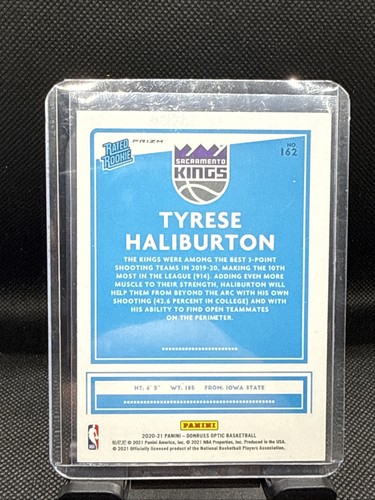 RATED
ROOKIE
PRIZM
SACRAMENTO
KINGS
NO.
162
TYRESE
HALIBURTON
THE KINGS WERE AMONG THE BEST 3-POINT
SHOOTING TEAMS IN 2019-20, MAKING THE 10TH
MOST IN THE LEAGUE (914). ADDING EVEN MORE
MUSCLE TO THEIR STRENGTH, HALIBURTON WILL
HELP THEM FROM BEYOND THE ARC WITH HIS OWN
SHOOTING (42.6 PERCENT IN COLLEGE) AND WITH
HIS ABILITY TO FIND OPEN TEAMMATES
ON THE PERIMETER.
HT: 6' 5" WT: 185 FROM: IOWA STATE
PANINI
2020-21 PANINI – DONRUSS OPTIC BASKETBALL
© 2021 Panini America, Inc. © 2021 NBA Properties, Inc. Produced in the USA.
© 2021 Officially licensed product of the National Basketball Players Association.